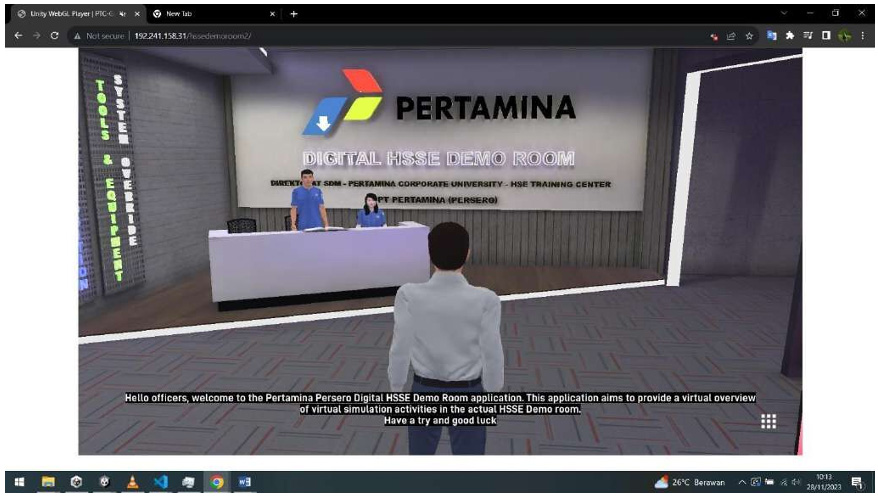 Unity WebGL Player | PTC-
New Tab
Not secure
192.241.158.31/hssedemoroom2/
TOOLS & EQUIPMENT
SYSTEM OVERRIDE
PERTAMINA
DIGITAL HSSE DEMO ROOM
SDM - PERTAMINA CORPORATE UNIVERSITY - HSE TRAINING CENTER
PT PERTAMINA (PERSERO)
Hello officers, welcome to the Pertamina Persero Digital HSSE Demo Room application. This application aims to provide a virtual overview
of virtual simulation activities in the actual HSSE Demo room.
Have a try and good luck
26°C Berawan
10:13
28/11/2023